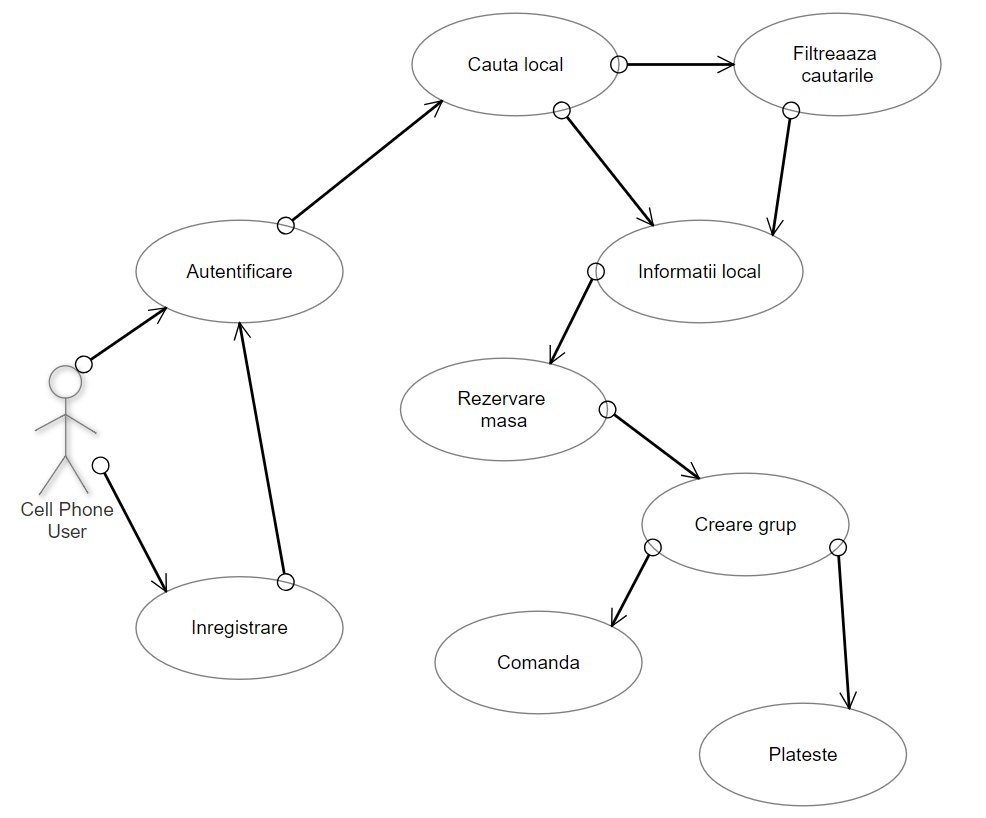 Cauta local
Filtreaaza
cautarile
Autentificare
Informatii local
Rezervare
masa
Cell Phone
User
Creare grup
Inregistrare
Comanda
Plateste